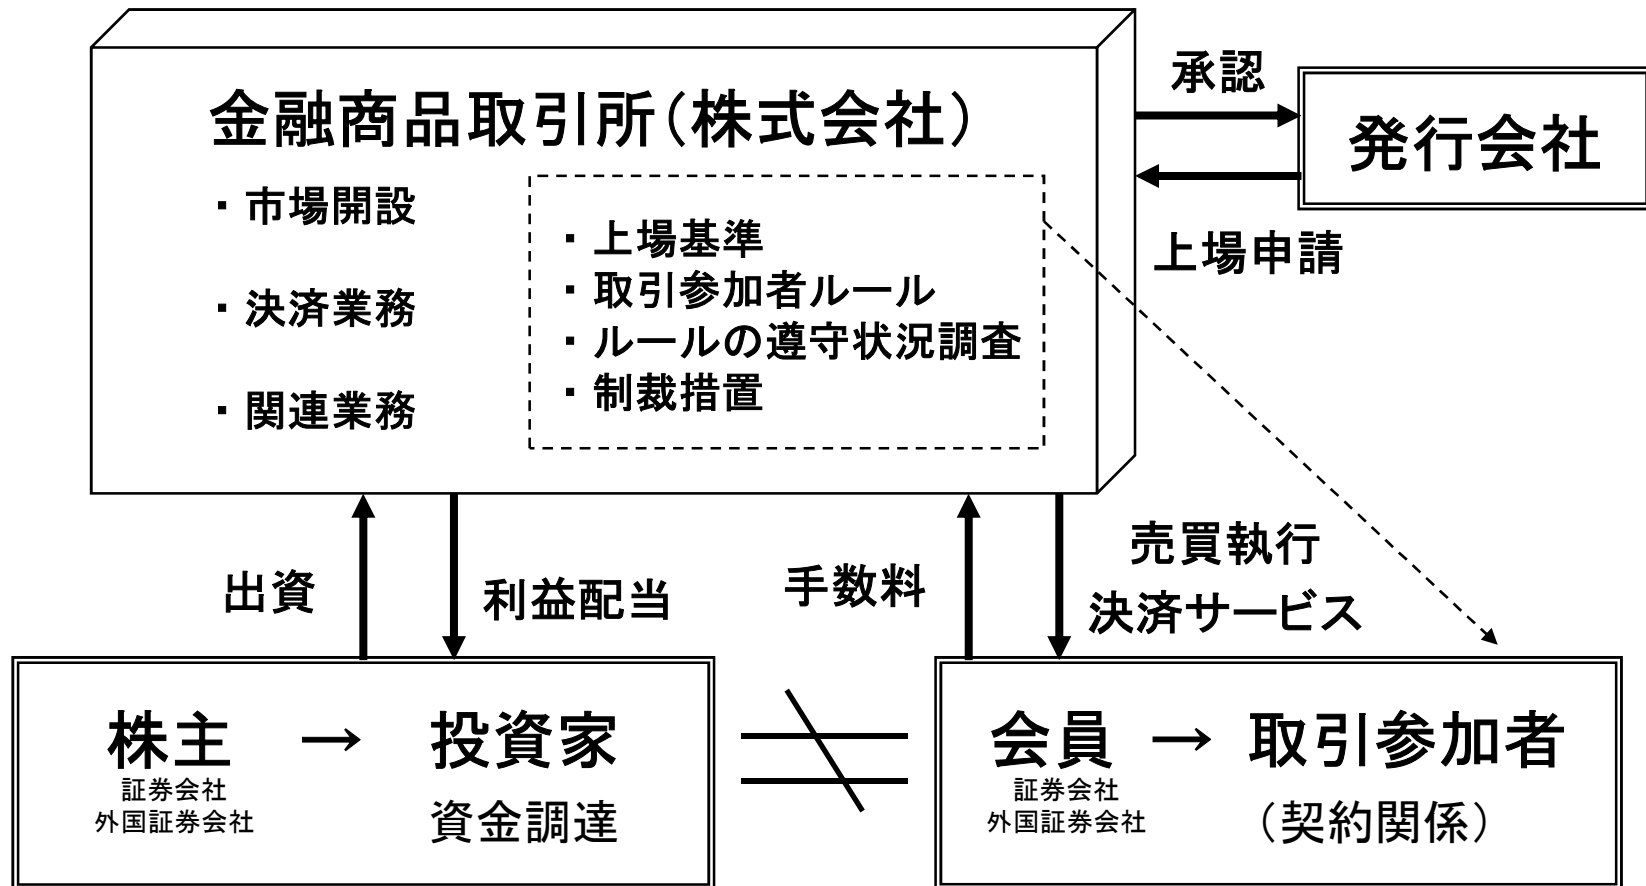 金融商品取引所（株式会社）
・市場開設
・決済業務
・関連業務
・上場基準
・取引参加者ルール
・ルールの遵守状況調査
・制裁措置
承認
発行会社
上場申請
出資
利益配当
手数料
売買執行
決済サービス
株主 → 投資家
証券会社
外国証券会社
資金調達
≠
会員 → 取引参加者
証券会社
外国証券会社
（契約関係）